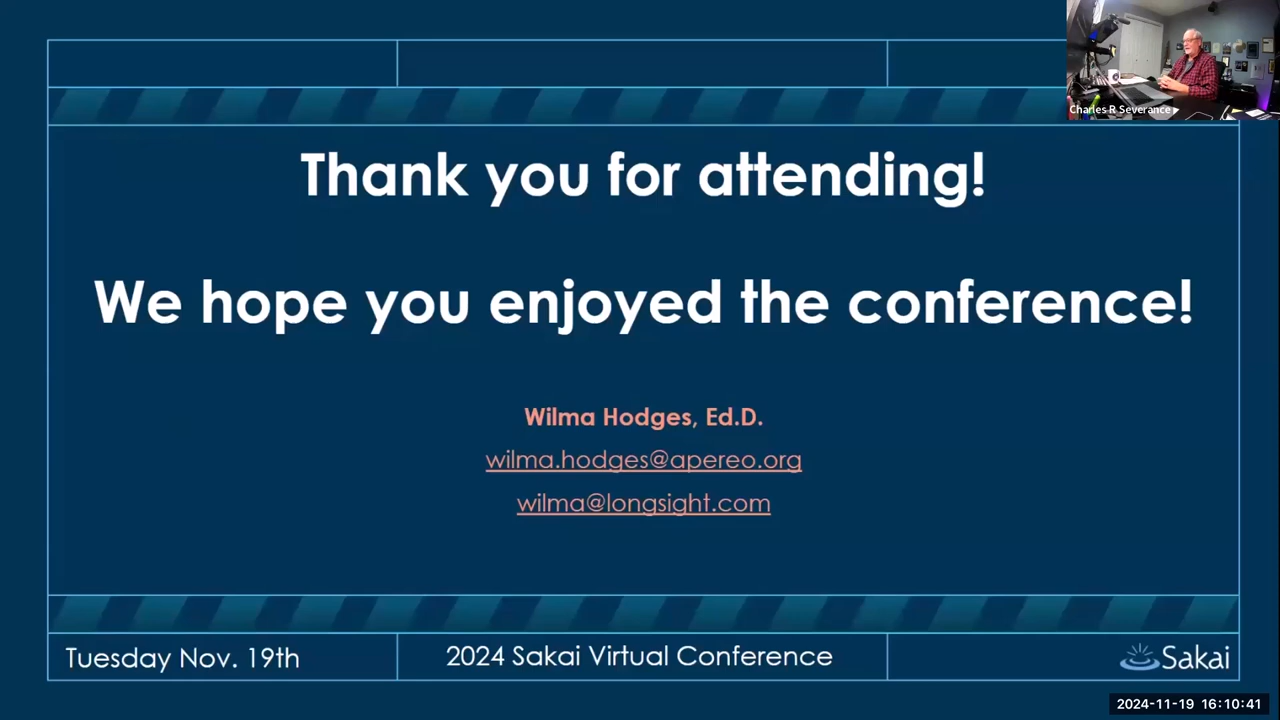 Charles R Severance
Thank you for attending!
We hope you enjoyed the conference!
Wilma Hodges, Ed.D.
wilma.hodges@apereo.org
wilma@longsight.com
Tuesday Nov. 19th
2024 Sakai Virtual Conference
Sakai
2024-11-19 16:10:41